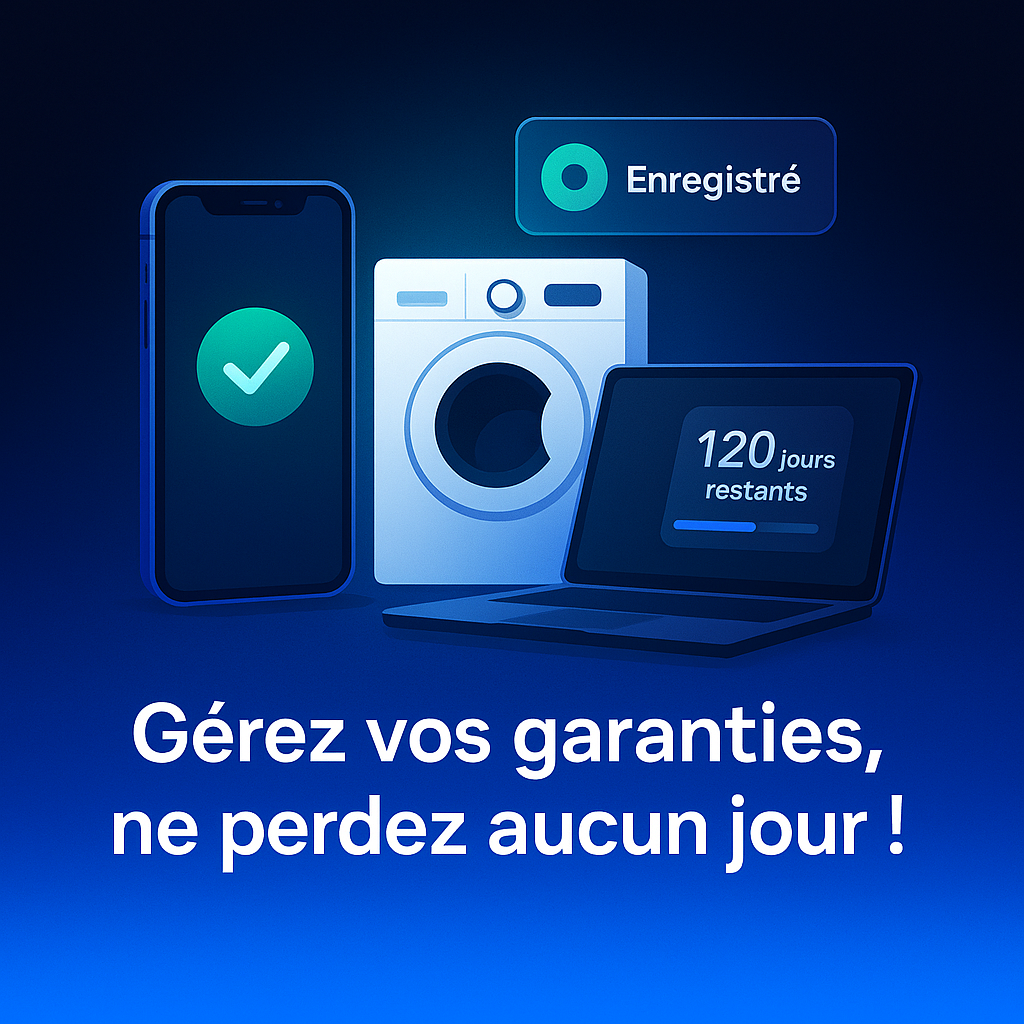 Enregistré
120 jours
restants
Gérez vos garanties,
ne perdez aucun jour !